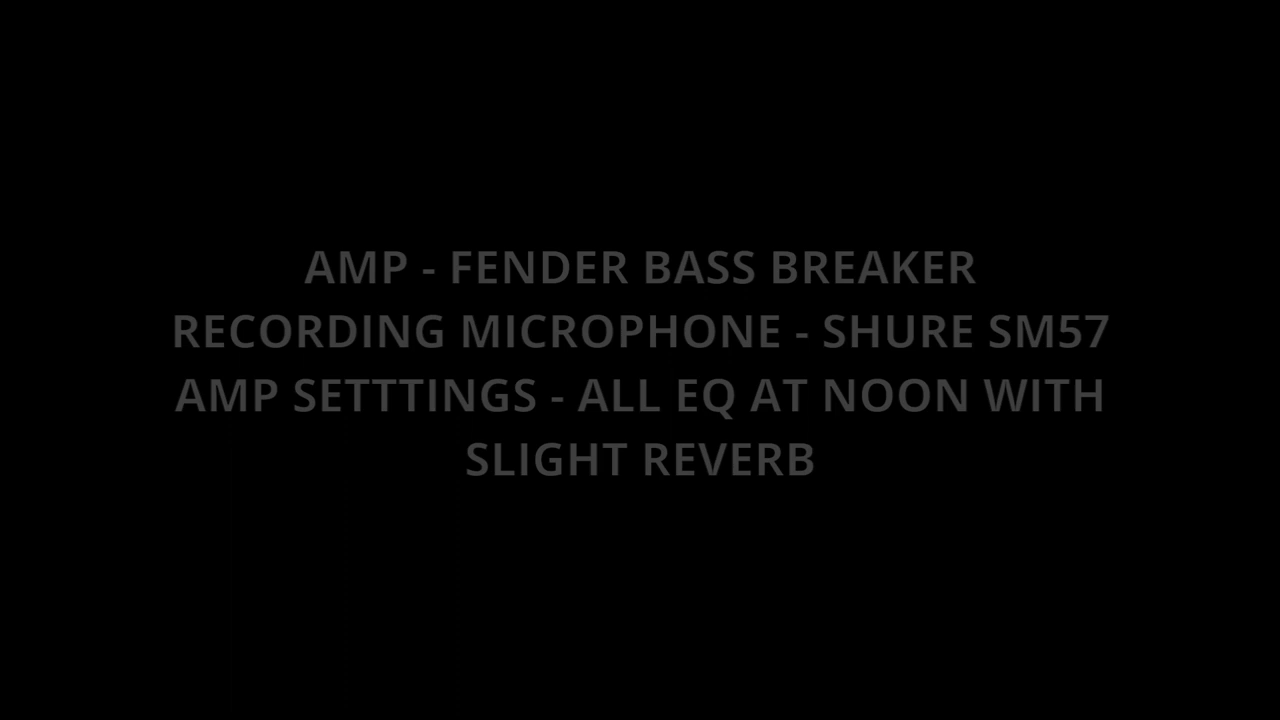 AMP - FENDER BASS BREAKER
RECORDING MICROPHONE - SHURE SM57
AMP SETTTINGS - ALL EQ AT NOON WITH
SLIGHT REVERB